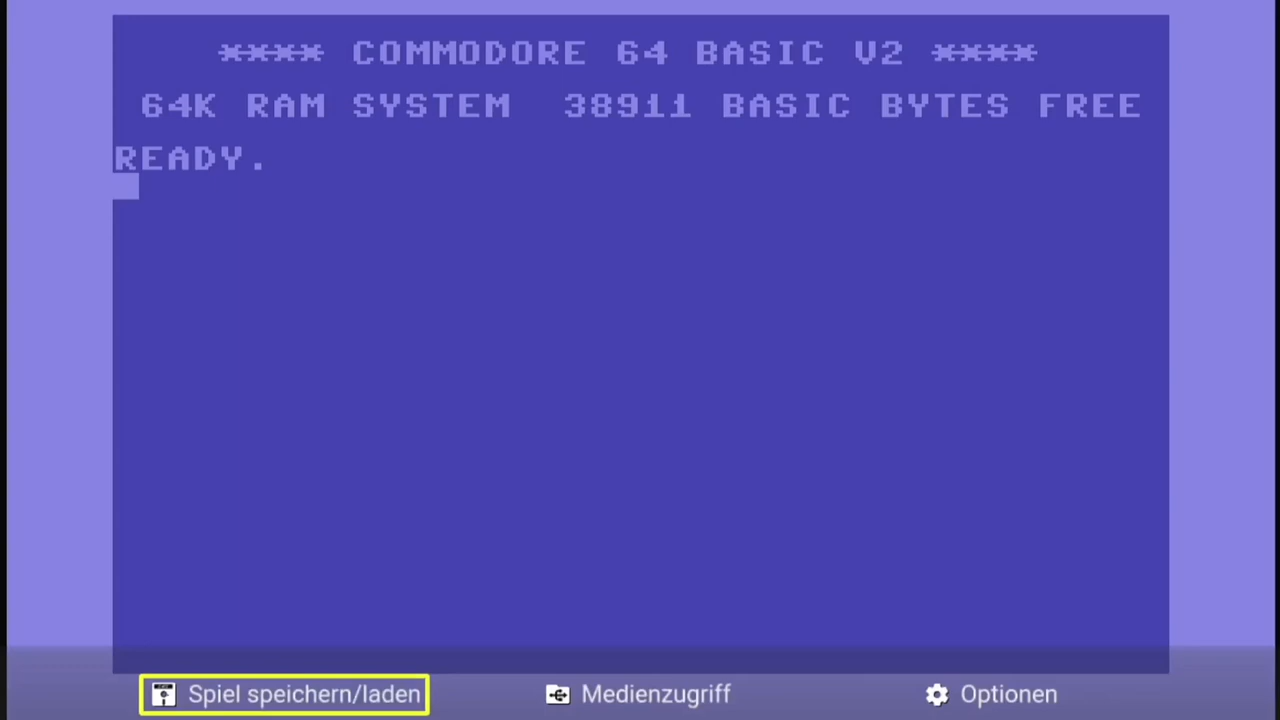 **** COMMODORE 64 BASIC V2 ****
64K RAM SYSTEM  38911 BASIC BYTES FREE
READY.
Spiel speichern/laden
Medienzugriff
Optionen